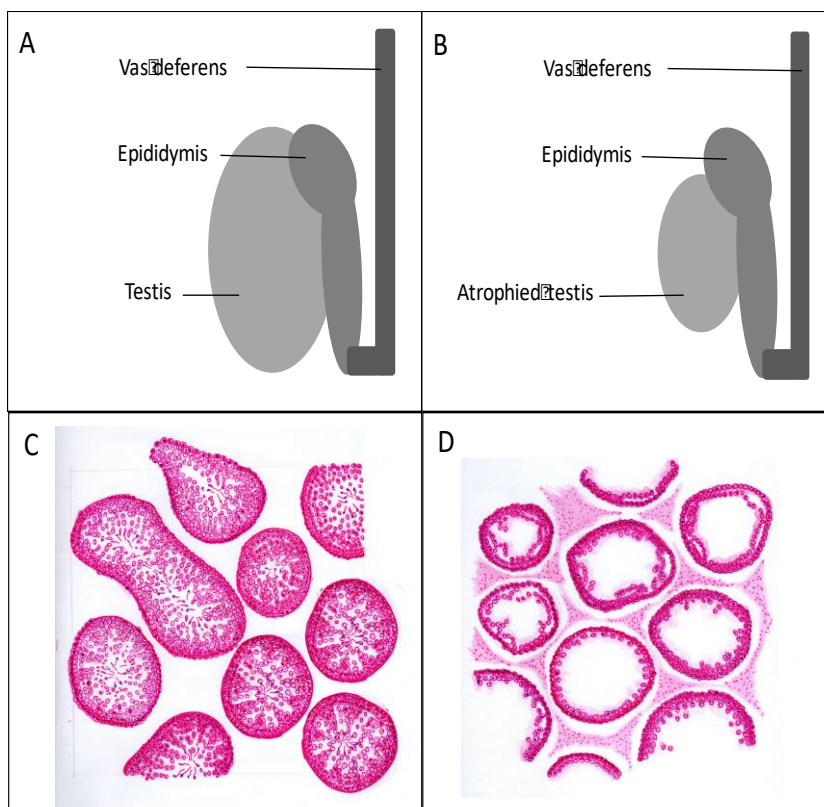 A
Vas deferens
Epididymis
Testis
B
Vas deferens
Epididymis
Atrophied testis
C
D